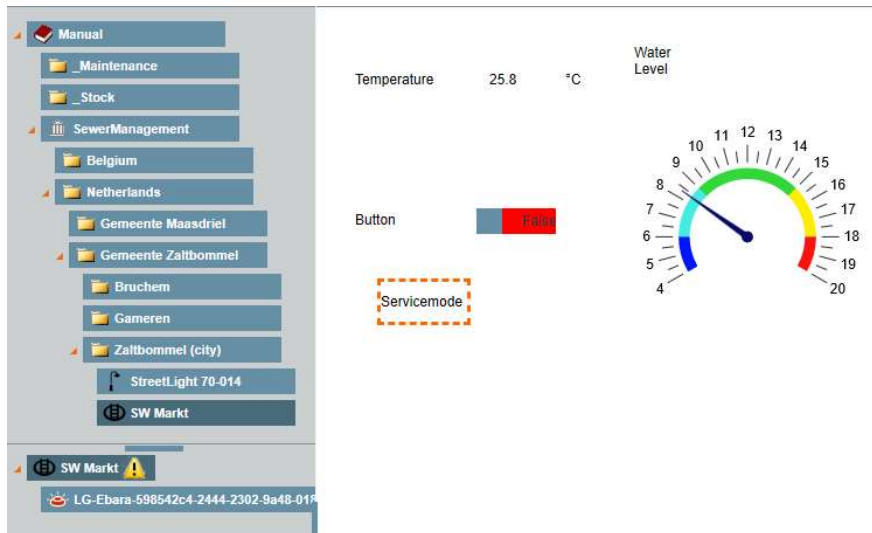 Manual
_Maintenance
_Stock
SewerManagement
Belgium
Netherlands
Gemeente Maasdriel
Gemeente Zaltbommel
Bruchem
Gameren
Zaltbommel (city)
StreetLight 70-014
SW Markt
SW Markt
LG-Ebara-598542c4-2444-2302-9a48-018
Temperature 25.8 °C
Button False
Servicemode
Water
Level
4 5 6 7 8 9 10 11 12 13 14 15 16 17 18 19 20